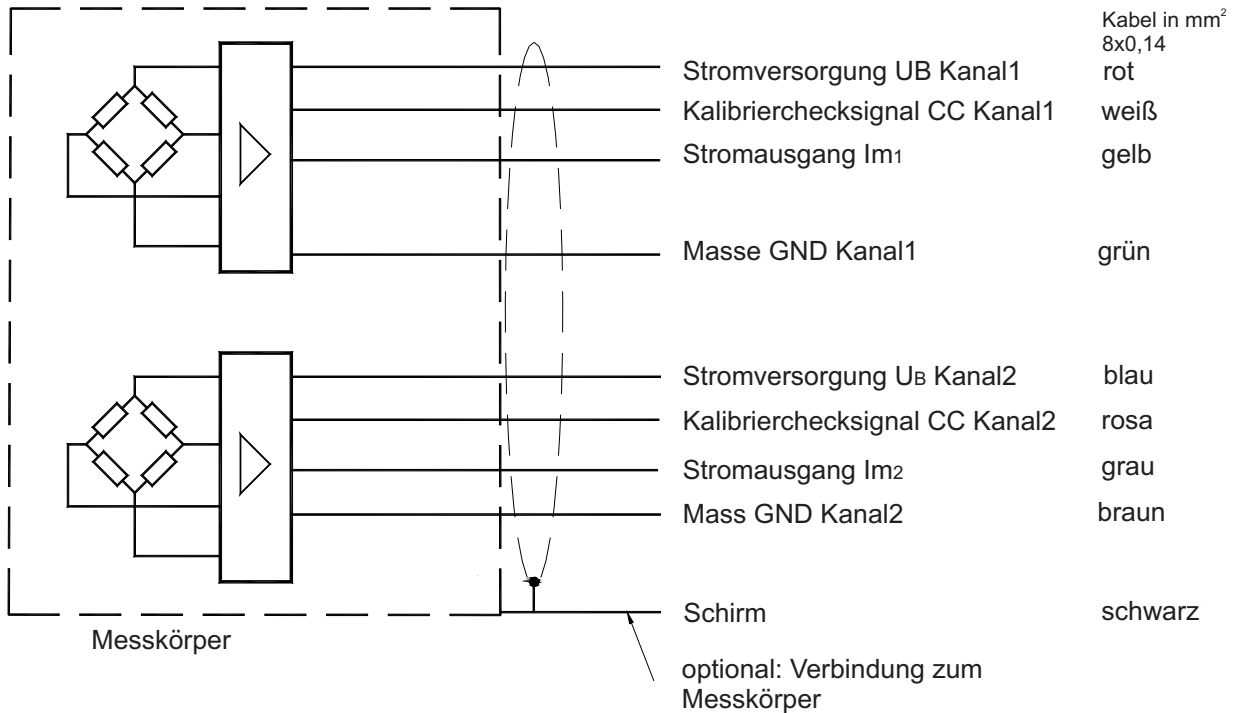 Kabel in mm²
8x0,14
Stromversorgung UB Kanal1 rot
Kalibrierchecksignal CC Kanal1 weiß
Stromausgang Im1 gelb
Masse GND Kanal1 grün
Stromversorgung UB Kanal2 blau
Kalibrierchecksignal CC Kanal2 rosa
Stromausgang Im2 grau
Mass GND Kanal2 braun
Schirm schwarz
Messkörper
optional: Verbindung zum
Messkörper